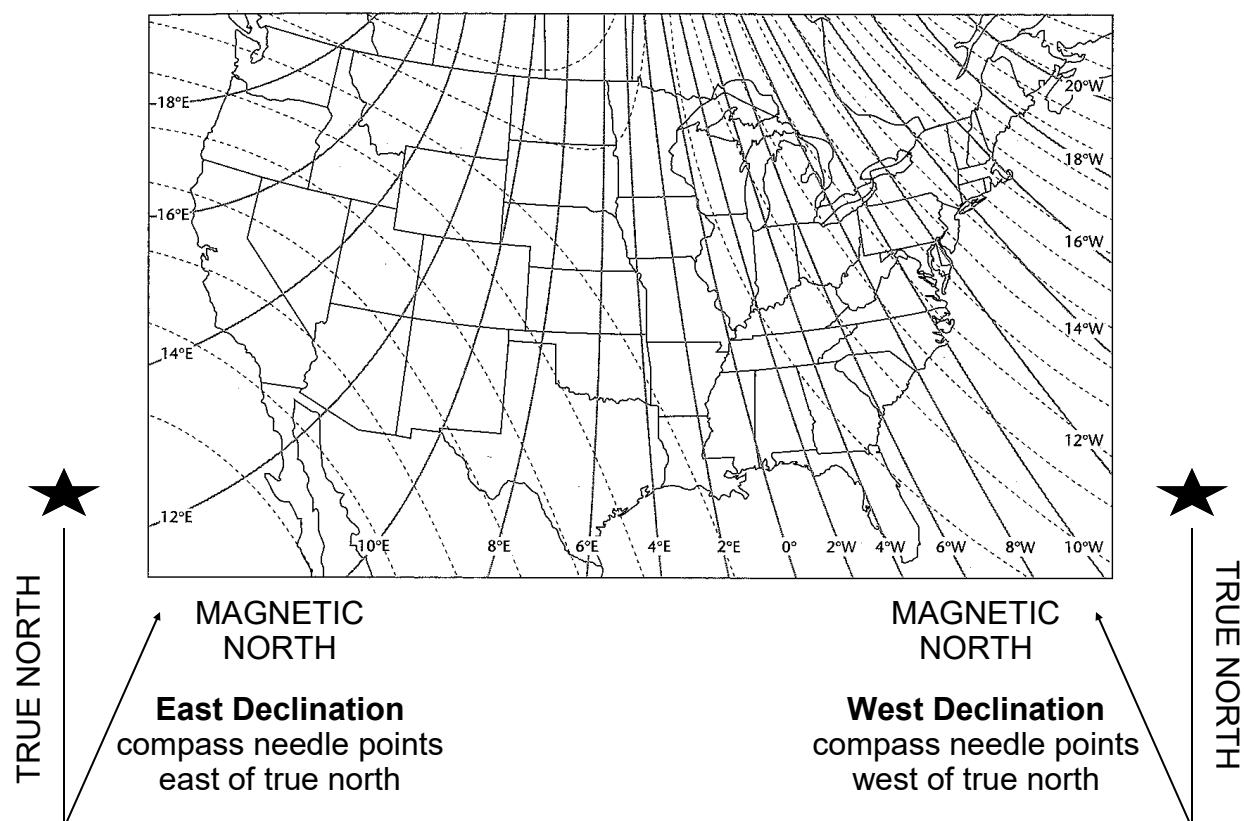 20°W
18°E
18°W
16°E
16°W
14°W
14°E
12°W
12°E
10°E
8°E
6°E
4°E
2°E
0°
2°W
4°W
6°W
8°W
10°W
TRUE NORTH
MAGNETIC
NORTH
East Declination
compass needle points
east of true north
MAGNETIC
NORTH
West Declination
compass needle points
west of true north
TRUE NORTH